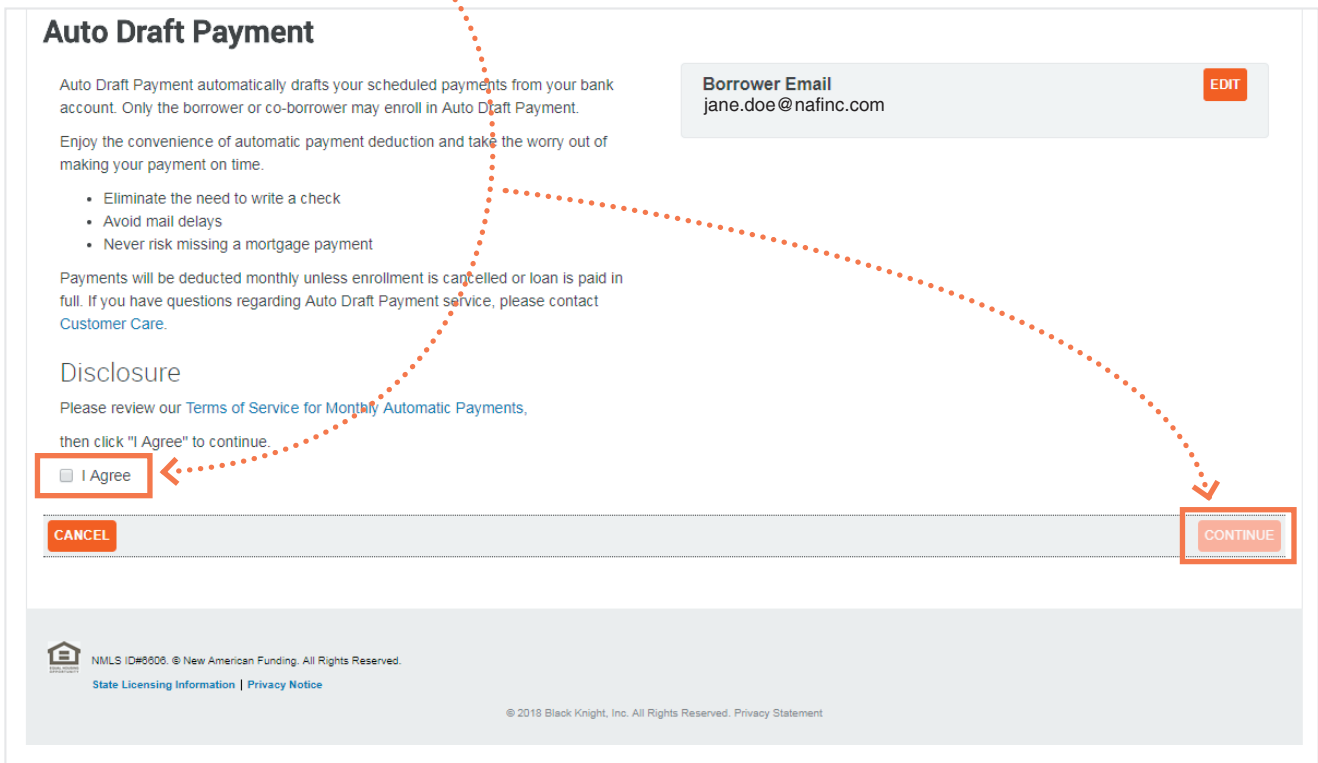 Auto Draft Payment
Auto Draft Payment automatically drafts your scheduled payments from your bank
account. Only the borrower or co-borrower may enroll in Auto Draft Payment.
Enjoy the convenience of automatic payment deduction and take the worry out of
making your payment on time.
• Eliminate the need to write a check
• Avoid mail delays
• Never risk missing a mortgage payment
Payments will be deducted monthly unless enrollment is cancelled or loan is paid in
full. If you have questions regarding Auto Draft Payment service, please contact
Customer Care.
Borrower Email
EDIT
jane.doe@nafinc.com
Disclosure
Please review our Terms of Service for Monthly Automatic Payments,
then click "I Agree" to continue.
I Agree
CANCEL
CONTINUE
EQUAL HOUSING
OPPORTUNITY
NMLS ID#6606. © New American Funding. All Rights Reserved.
State Licensing Information | Privacy Notice
© 2018 Black Knight, Inc. All Rights Reserved. Privacy Statement